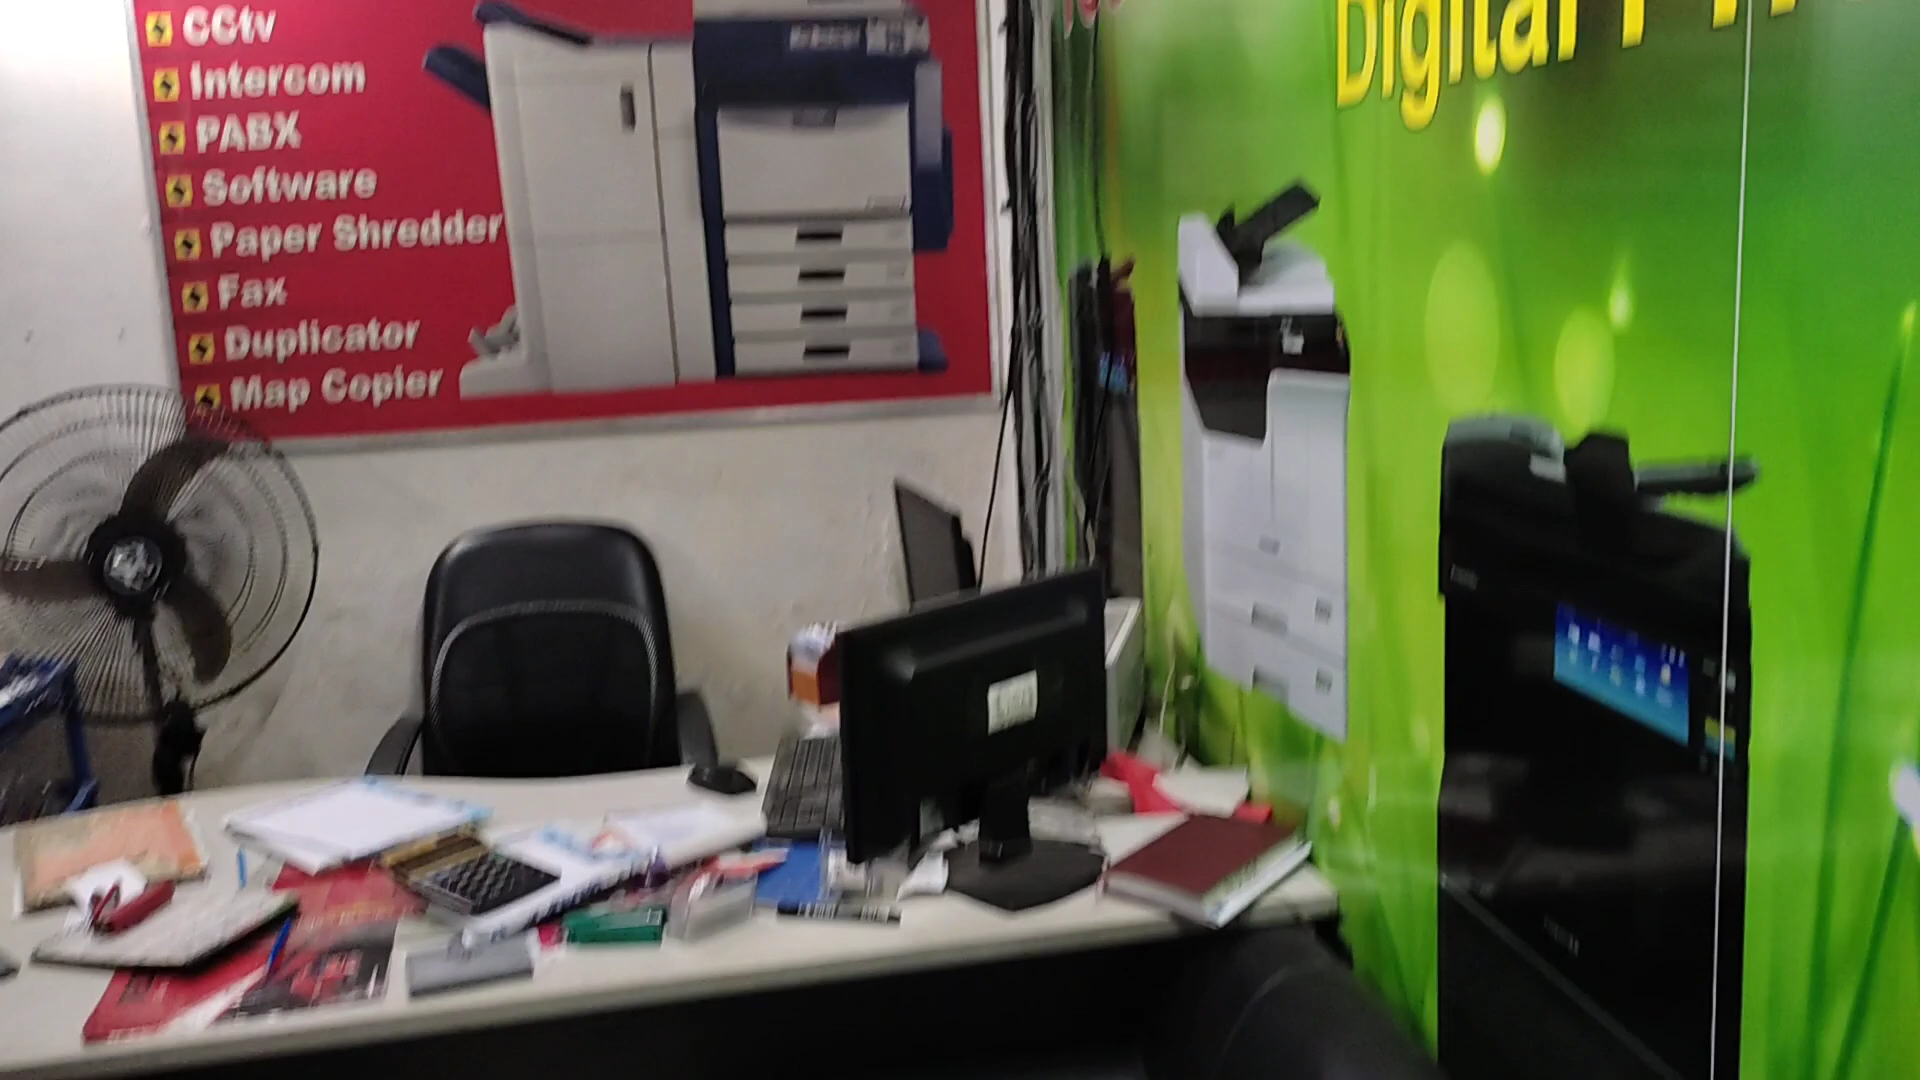 CCtv
Intercom
PABX
Software
Paper Shredder
Fax
Duplicator
Map Copier
Digital